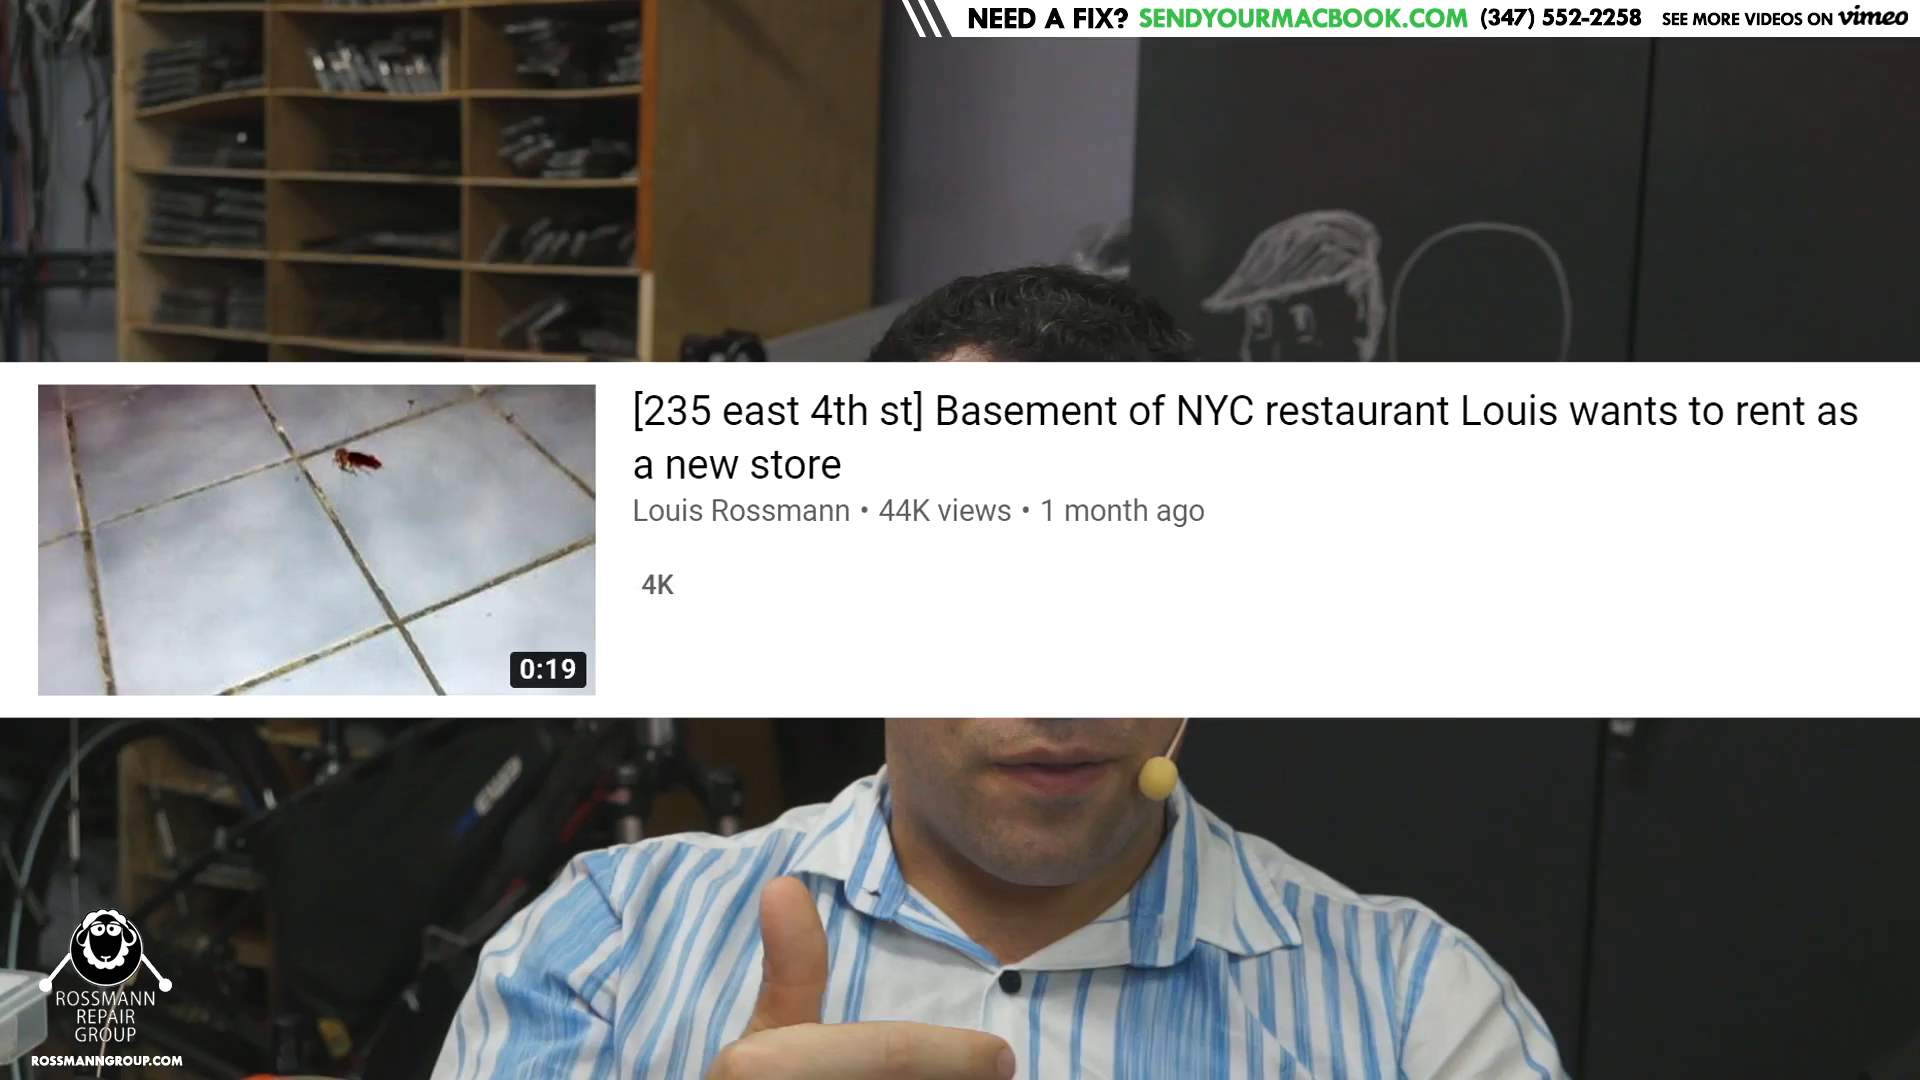 NEED A FIX? SENDYOURMACBOOK.COM (347) 552-2258 SEE MORE VIDEOS ON vimeo
[235 east 4th st] Basement of NYC restaurant Louis wants to rent as
a new store
Louis Rossmann • 44K views • 1 month ago
4K
0:19
ROSSMANN
REPAIR
GROUP
ROSSMANNGROUP.COM